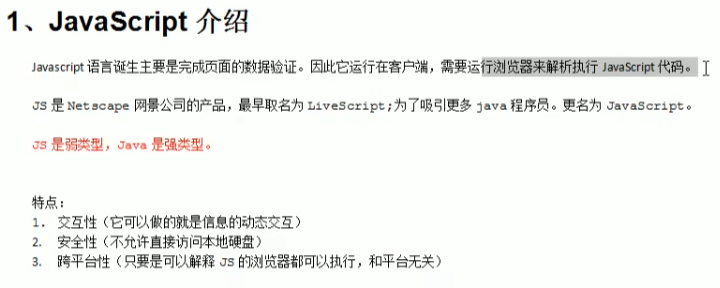 1、JavaScript 介绍
Javascript 语言诞生主要是完成页面的数据验证。因此它运行在客户端，需要运行浏览器来解析执行 JavaScript 代码。
JS 是 Netscape 网景公司的产品，最早取名为 LiveScript;为了吸引更多 java 程序员。更名为 JavaScript。
JS 是弱类型，Java 是强类型。
特点：
1. 交互性（它可以做的就是信息的动态交互）
2. 安全性（不允许直接访问本地硬盘）
3. 跨平台性（只要是可以解释 JS 的浏览器都可以执行，和平台无关）